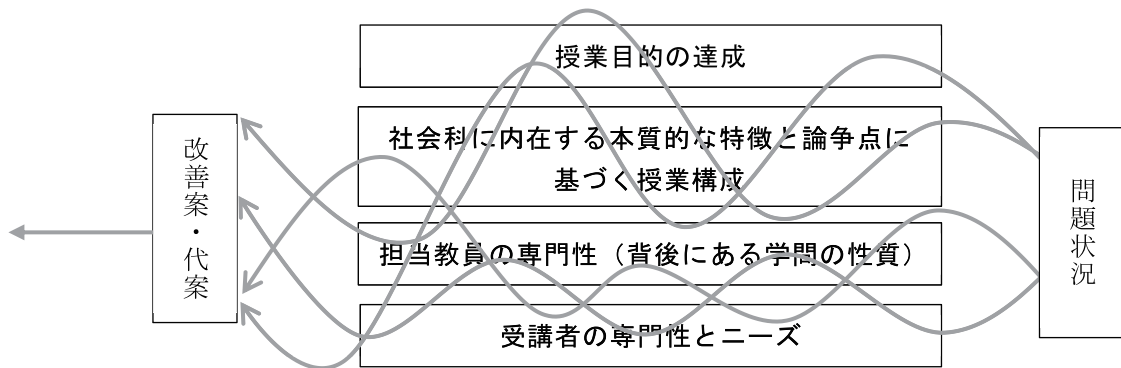 授業目的の達成
社会科に内在する本質的な特徴と論争点に
基づく授業構成
担当教員の専門性（背後にある学問の性質）
受講者の専門性とニーズ
改善案・代案
問題状況